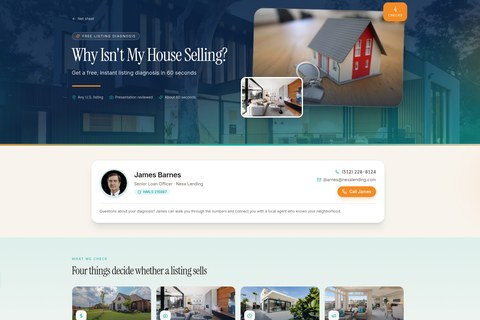 FREE LISTING DIAGNOSIS
Why Isn't My House Selling?
Get a free, instant listing diagnosis in 60 seconds
Any U.S. listing
Presentation reviewed
About 60 seconds
James Barnes
Senior Loan Officer · Nexa Lending
(512) 228-8124
jbarnes@nexalending.com
Call James
Questions about your diagnosis? James can walk you through the numbers and connect you with a local agent who knows your neighborhood.
WHAT WE CHECK
Four things decide whether a listing sells